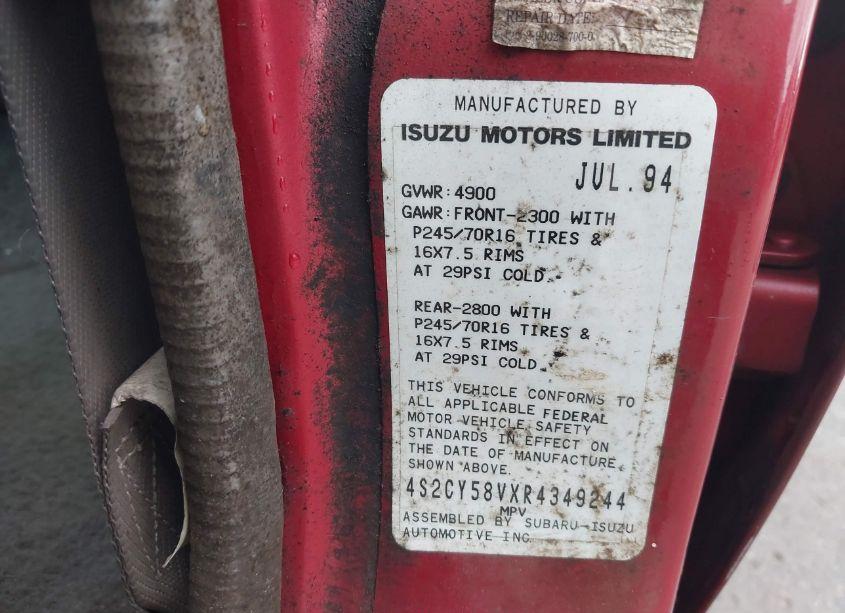 REPAIR DATE:
MANUFACTURED BY
ISUZU MOTORS LIMITED
JUL.94
GVWR:4900
GAWR:FRONT-2300 WITH
P245/70R16 TIRES &
16X7.5 RIMS
AT 29PSI COLD.
REAR-2800 WITH
P245/70R16 TIRES &
16X7.5 RIMS
AT 29PSI COLD.
THIS VEHICLE CONFORMS TO
ALL APPLICABLE FEDERAL
MOTOR VEHICLE SAFETY
STANDARDS IN EFFECT ON
THE DATE OF MANUFACTURE
SHOWN ABOVE.
4S2CY58VXR4349244
MPV
ASSEMBLED BY SUBARU-ISUZU
AUTOMOTIVE INC.